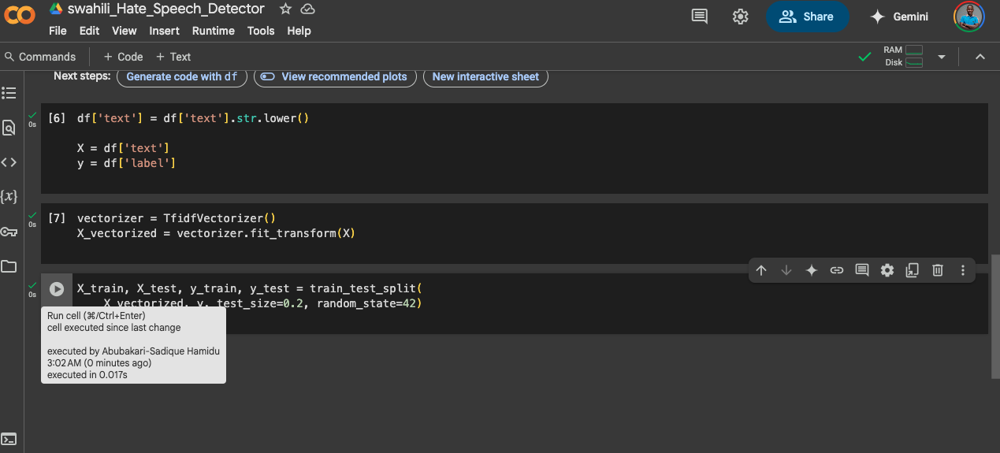 swahili_Hate_Speech_Detector
File Edit View Insert Runtime Tools Help
Share
Gemini
Commands + Code + Text
RAM
Disk
Next steps: Generate code with df View recommended plots New interactive sheet
0s
[6] df['text'] = df['text'].str.lower()
X = df['text']
y = df['label']
0s
[7] vectorizer = TfidfVectorizer()
X_vectorized = vectorizer.fit_transform(X)
0s
X_train, X_test, y_train, y_test = train_test_split(
X_vectorized, y, test_size=0.2, random_state=42)
Run cell (⌘/Ctrl+Enter)
cell executed since last change
executed by Abubakari-Sadique Hamidu
3:02 AM (0 minutes ago)
executed in 0.017s